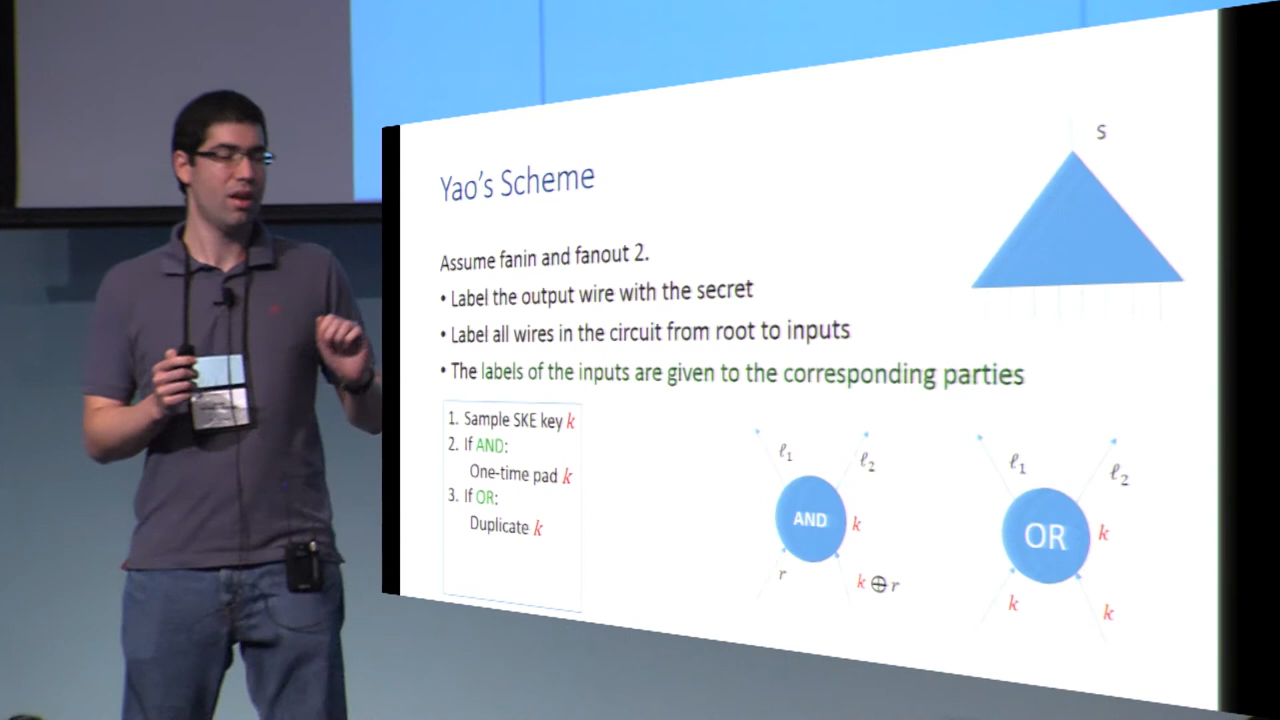 S
Yao's Scheme
Assume fanin and fanout 2.
• Label the output wire with the secret
• Label all wires in the circuit from root to inputs
• The labels of the inputs are given to the corresponding parties
1. Sample SKE key k
2. If AND:
One-time pad k
3. If OR:
Duplicate k
ℓ₁ ℓ₂
AND k
r k ⊕ r
ℓ₁ ℓ₂
OR k
k k